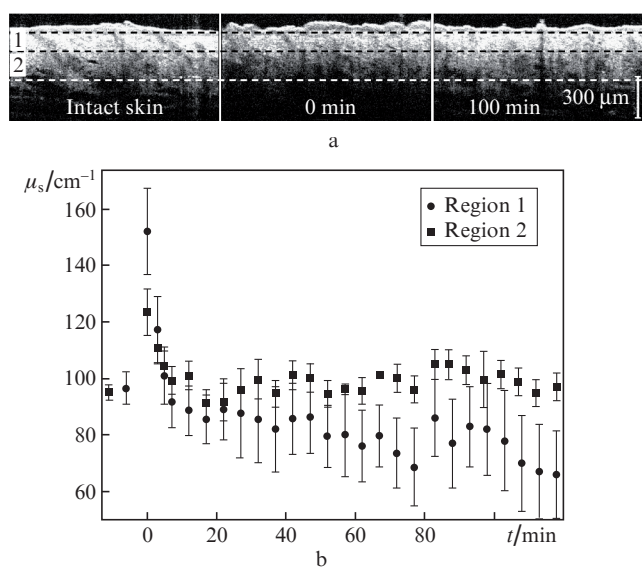 1
2
Intact skin
0 min
100 min
300 μm
a
μs/cm–1
160
140
120
100
80
60
Region 1
Region 2
0
20
40
60
80
t/min
b